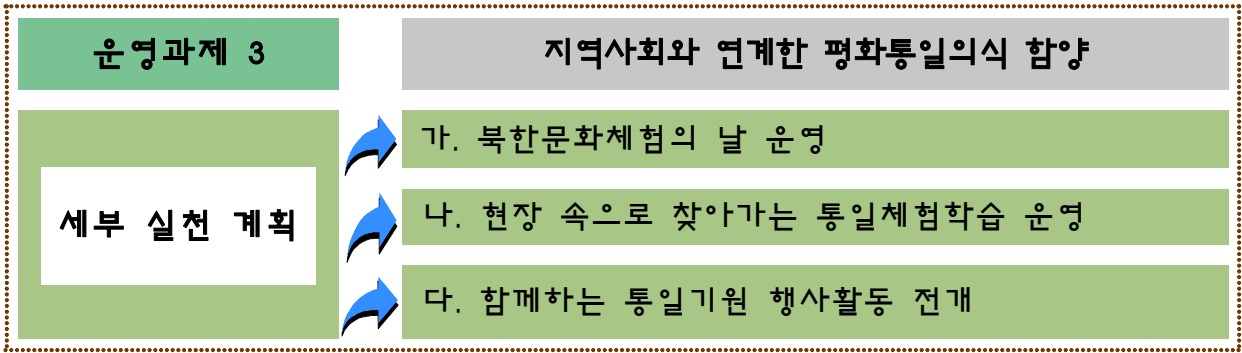 운영과제 3
지역사회와 연계한 평화통일의식 함양
세부 실천 계획
가. 북한문화체험의 날 운영
나. 현장 속으로 찾아가는 통일체험학습 운영
다. 함께하는 통일기원 행사활동 전개